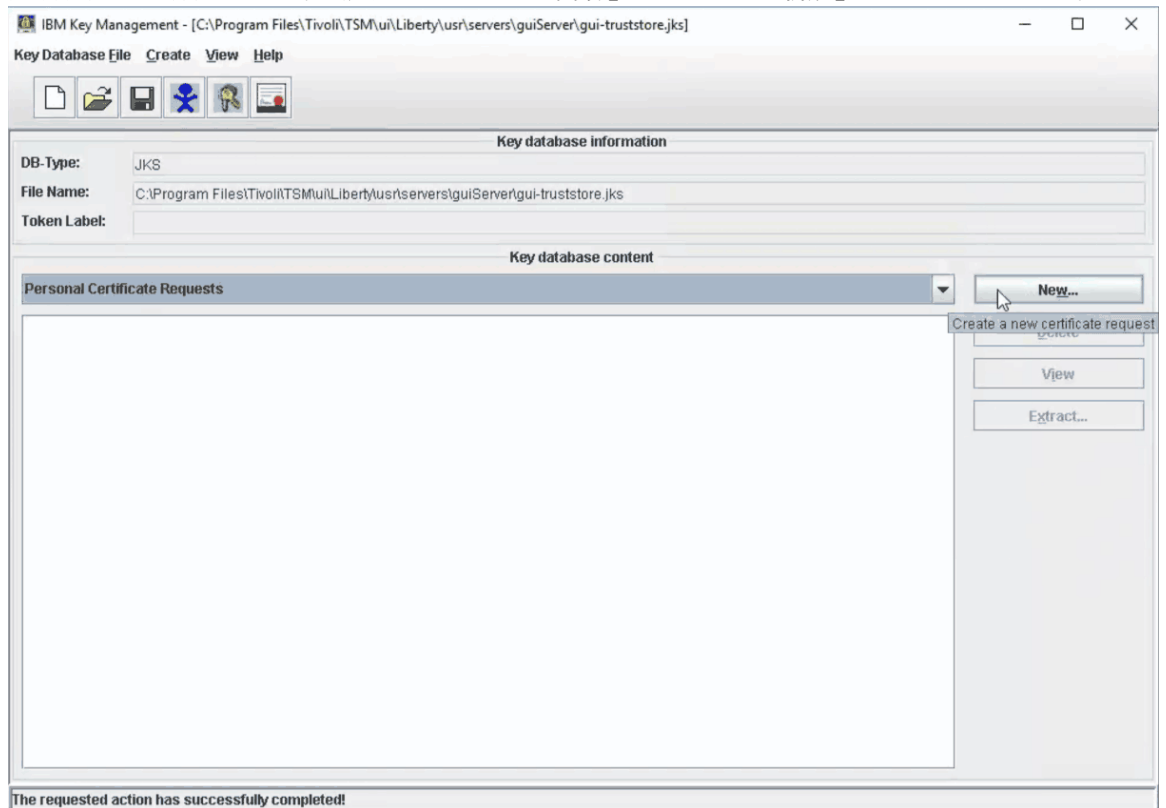 IBM Key Management - [C:\Program Files\Tivoli\TSM\ui\Liberty\usr\servers\guiServer\gui-truststore.jks]
Key Database File Create View Help
Key database information
DB-Type: JKS
File Name: C:\Program Files\Tivoli\TSM\ui\Liberty\usr\servers\guiServer\gui-truststore.jks
Token Label:
Key database content
Personal Certificate Requests
New...
Create a new certificate request
Delete
View
Extract...
The requested action has successfully completed!